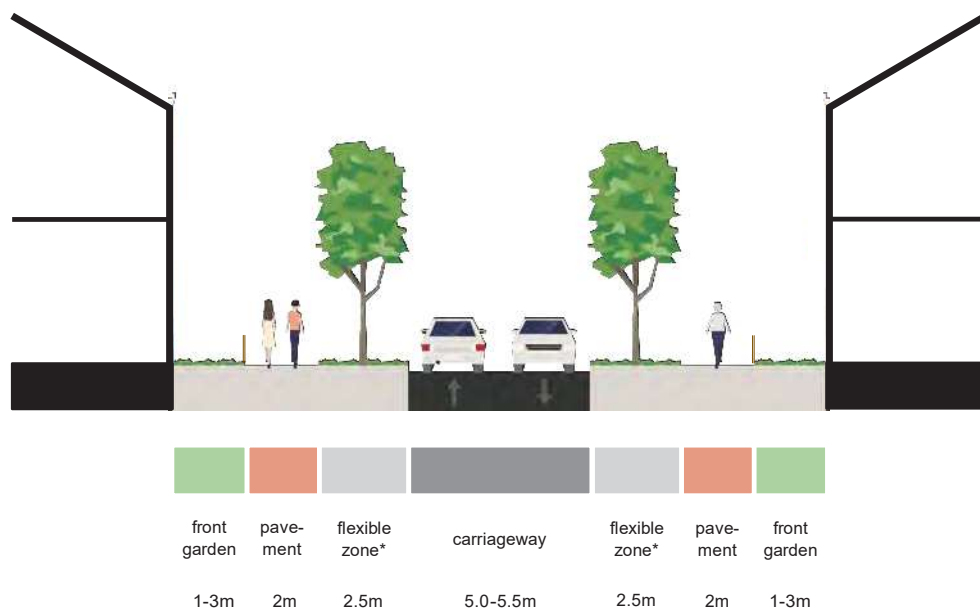 front pave- flexible carriageway flexible pave- front
garden ment zone* zone* ment garden
1-3m 2m 2.5m 5.0-5.5m 2.5m 2m 1-3m